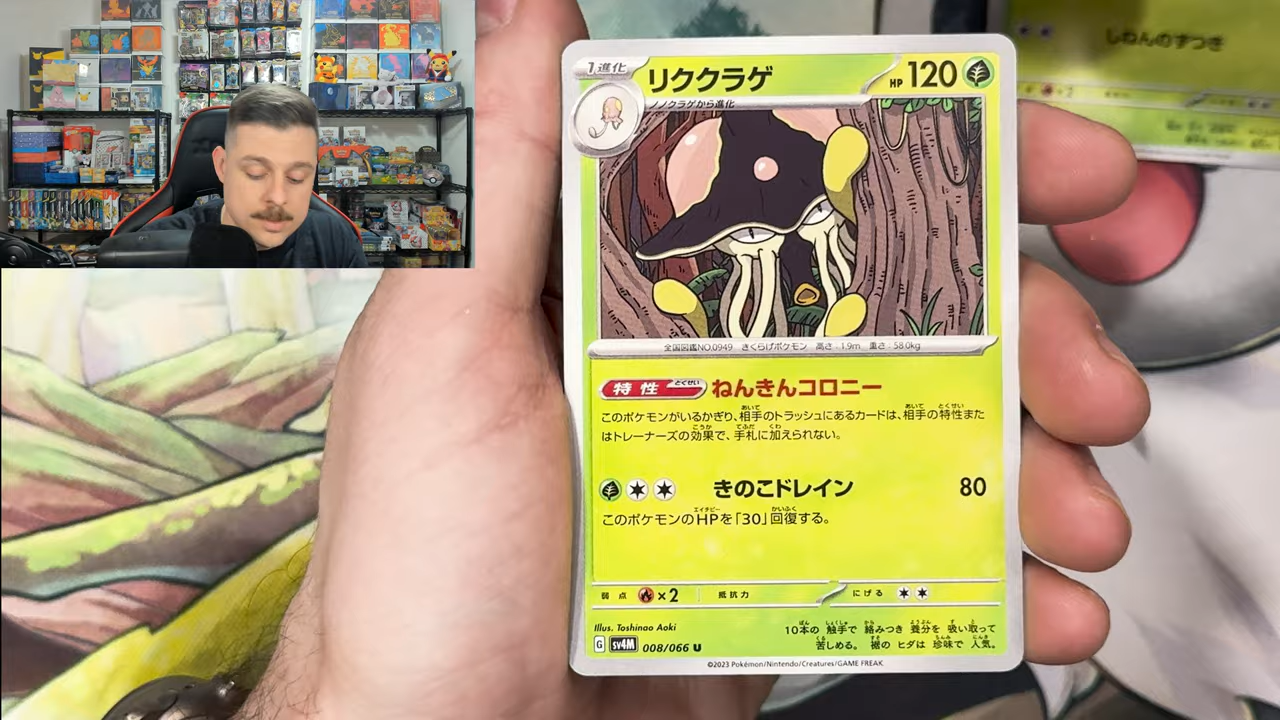 1進化
リククラゲ
HP 120
ノノクラゲから進化
全国図鑑NO.0949 きくらげポケモン 高さ:1.9m 重さ:58.0kg
特性 とくせい ねんきんコロニー
このポケモンがいるかぎり、相手のトラッシュにあるカードは、相手の特性また
はトレーナーズの効果で、手札に加えられない。
きのこドレイン 80
このポケモンのHPを「30」回復する。
弱点 ×2 抵抗力 にげる
Illus. Toshinao Aoki
G SV4M 008/066 U
10本の 触手で 絡みつき 養分を 吸い取って
苦しめる。 裾の ヒダは 珍味で 人気。
©2023 Pokémon/Nintendo/Creatures/GAME FREAK